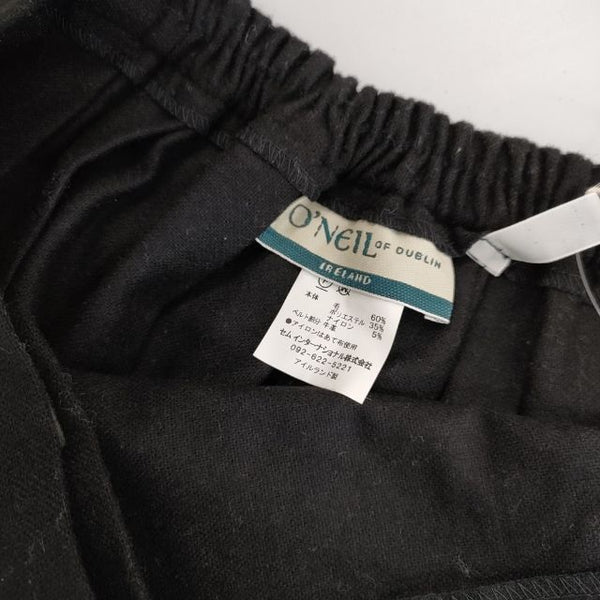 O'NEIL OF DUBLIN
IRELAND
本体 毛 60%
ポリエステル 35%
ナイロン 5%
ベルト部分 牛革
●アイロンはあて布使用
セムインターナショナル株式会社
092-622-5221
アイルランド製